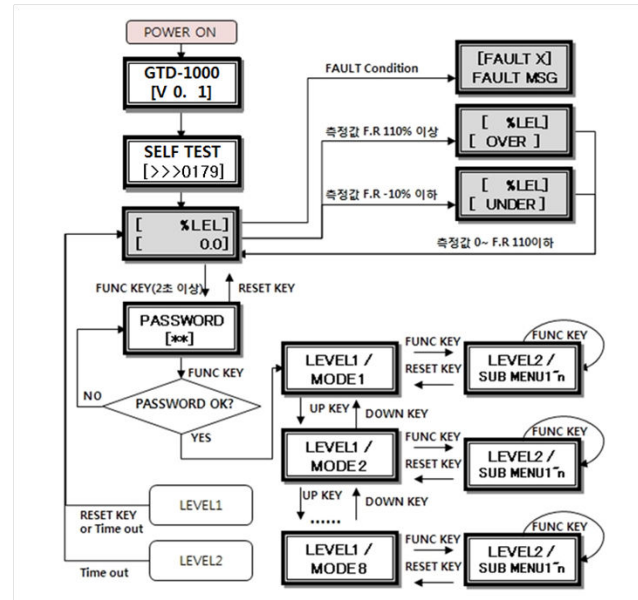 POWER ON
GTD-1000
[V 0. 1]
SELF TEST
[>>>0179]
[ %LEL]
[ 0.0]
FAULT Condition
[FAULT X]
FAULT MSG
측정값 F.R 110% 이상
[ %LEL]
[ OVER ]
측정값 F.R -10% 이하
[ %LEL]
[ UNDER ]
측정값 0~ F.R 110이하
FUNC KEY(2초 이상)
RESET KEY
PASSWORD
[**]
FUNC KEY
NO
PASSWORD OK?
YES
LEVEL1 /
MODE1
FUNC KEY
RESET KEY
FUNC KEY
LEVEL2 /
SUB MENU1~n
UP KEY
DOWN KEY
LEVEL1 /
MODE2
FUNC KEY
RESET KEY
FUNC KEY
LEVEL2 /
SUB MENU1~n
UP KEY
DOWN KEY
......
LEVEL1 /
MODE8
FUNC KEY
RESET KEY
FUNC KEY
LEVEL2 /
SUB MENU1~n
LEVEL1
RESET KEY
or Time out
LEVEL2
Time out